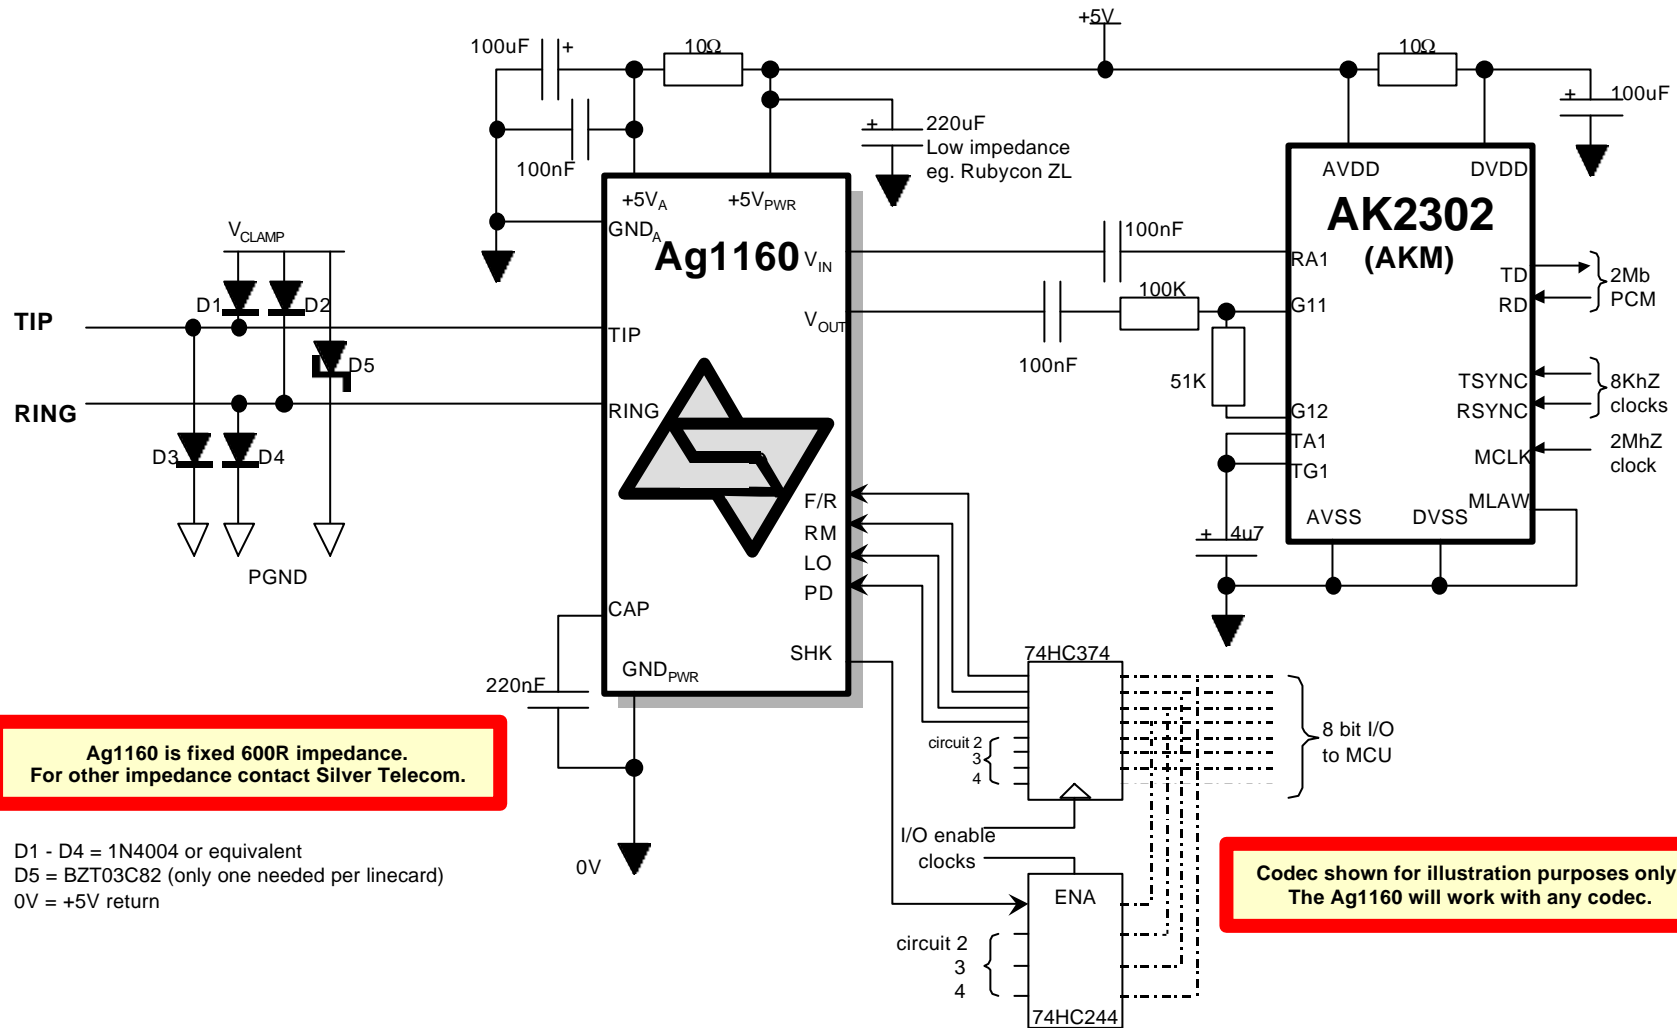 +5V
100uF +
10Ω
10Ω
+ 100uF
100nF
+ 220uF
Low impedance
eg. Rubycon ZL
+5VA
+5VPWR
GNDA
Ag1160
VIN
VOUT
TIP
RING
F/R
RM
LO
PD
SHK
CAP
GNDPWR
VCLAMP
D1
D2
TIP
D5
RING
D3
D4
PGND
100nF
100K
100nF
51K
AVDD
DVDD
AK2302
(AKM)
RA1
TD
RD
G11
TSYNC
RSYNC
G12
TA1
TG1
MCLK
MLAW
AVSS
DVSS
2Mb
PCM
8KhZ
clocks
2MhZ
clock
+ 4u7
220nF
0V
74HC374
circuit 2
3
4
8 bit I/O
to MCU
I/O enable
clocks
ENA
circuit 2
3
4
74HC244
Ag1160 is fixed 600R impedance.
For other impedance contact Silver Telecom.
D1 - D4 = 1N4004 or equivalent
D5 = BZT03C82 (only one needed per linecard)
0V = +5V return
Codec shown for illustration purposes only
The Ag1160 will work with any codec.